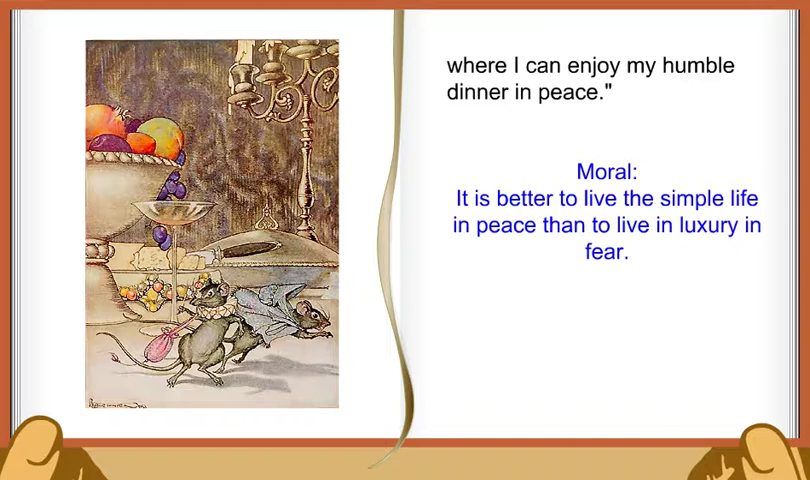 where I can enjoy my humble
dinner in peace."
Moral:
It is better to live the simple life
in peace than to live in luxury in
fear.